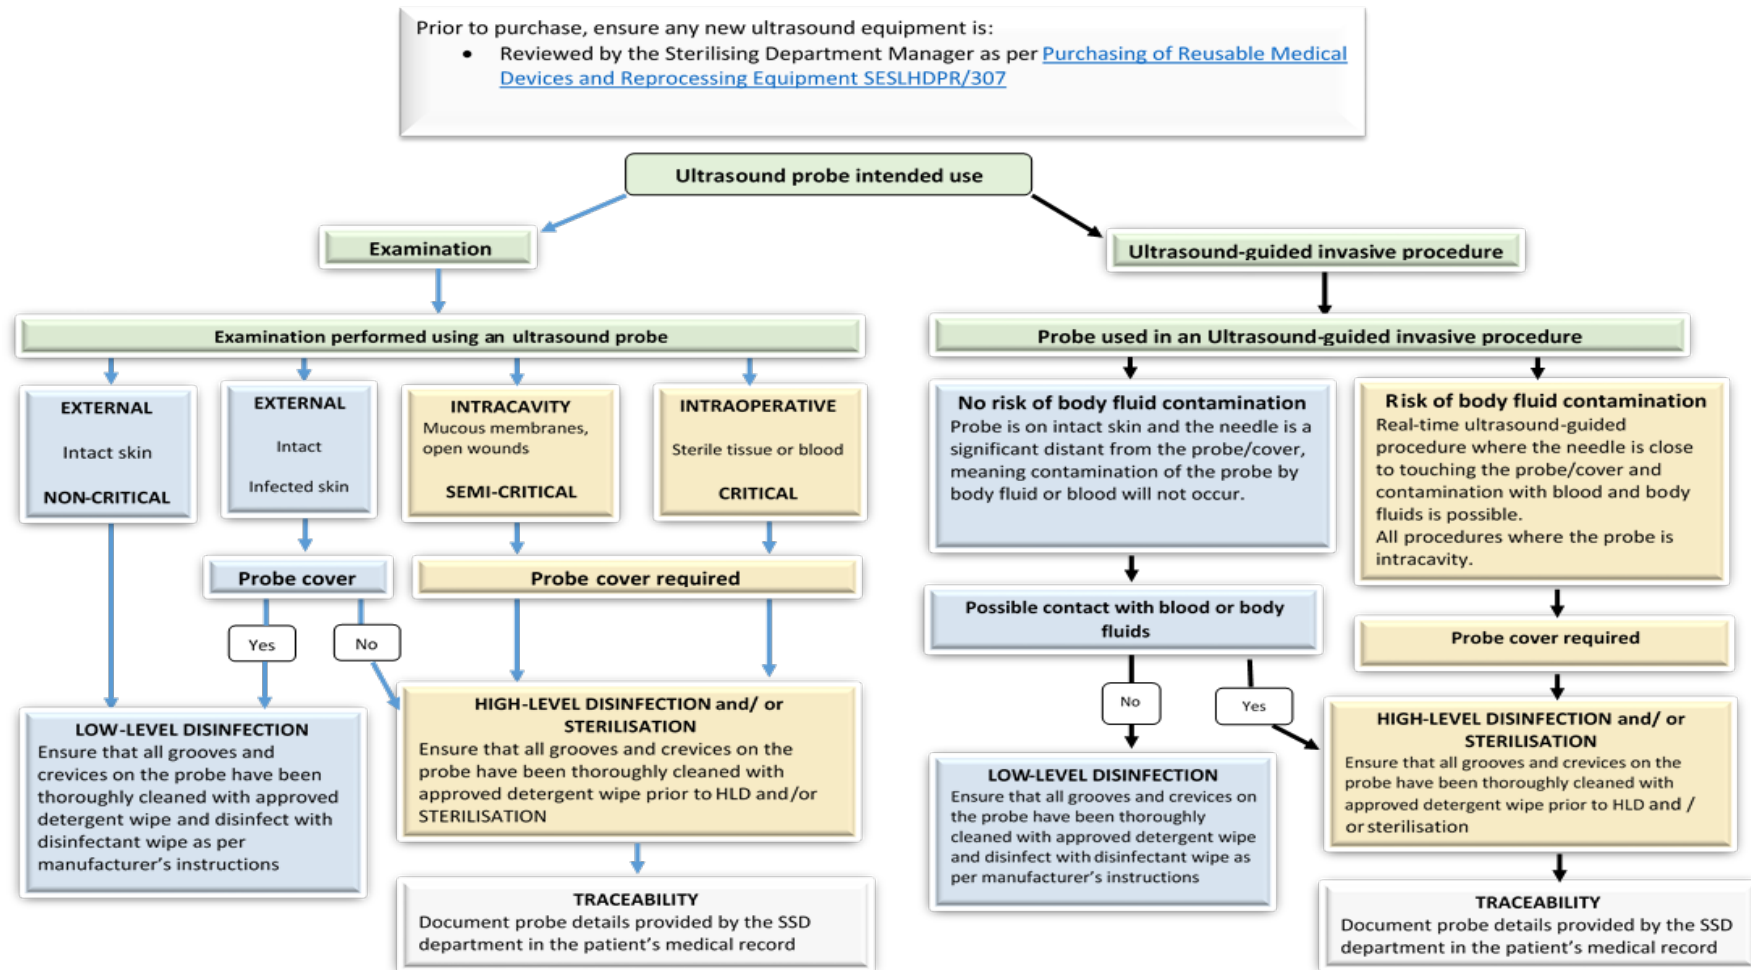 Prior to purchase, ensure any new ultrasound equipment is:
• Reviewed by the Sterilising Department Manager as per Purchasing of Reusable Medical
Devices and Reprocessing Equipment SESLHDPR/307
Ultrasound probe intended use
Examination
Ultrasound-guided invasive procedure
Examination performed using an ultrasound probe
Probe used in an Ultrasound-guided invasive procedure
EXTERNAL
Intact skin
NON-CRITICAL
EXTERNAL
Intact
Infected skin
INTRACAVITY
Mucous membranes,
open wounds
SEMI-CRITICAL
INTRAOPERATIVE
Sterile tissue or blood
CRITICAL
No risk of body fluid contamination
Probe is on intact skin and the needle is a
significant distant from the probe/cover,
meaning contamination of the probe by
body fluid or blood will not occur.
Risk of body fluid contamination
Real-time ultrasound-guided
procedure where the needle is close
to touching the probe/cover and
contamination with blood and body
fluids is possible.
All procedures where the probe is
intracavity.
Probe cover
Probe cover required
Possible contact with blood or body
fluids
Probe cover required
Yes
No
No
Yes
LOW-LEVEL DISINFECTION
Ensure that all grooves and
crevices on the probe have been
thoroughly cleaned with approved
detergent wipe and disinfect with
disinfectant wipe as per
manufacturer's instructions
HIGH-LEVEL DISINFECTION and/ or
STERILISATION
Ensure that all grooves and crevices on the
probe have been thoroughly cleaned with
approved detergent wipe prior to HLD and/or
STERILISATION
LOW-LEVEL DISINFECTION
Ensure that all grooves and crevices on
the probe have been thoroughly
cleaned with approved detergent wipe
and disinfect with disinfectant wipe as
per manufacturer's instructions
HIGH-LEVEL DISINFECTION and/ or
STERILISATION
Ensure that all grooves and crevices on the
probe have been thoroughly cleaned with
approved detergent wipe prior to HLD and /
or sterilisation
TRACEABILITY
Document probe details provided by the SSD
department in the patient's medical record
TRACEABILITY
Document probe details provided by the SSD
department in the patient's medical record